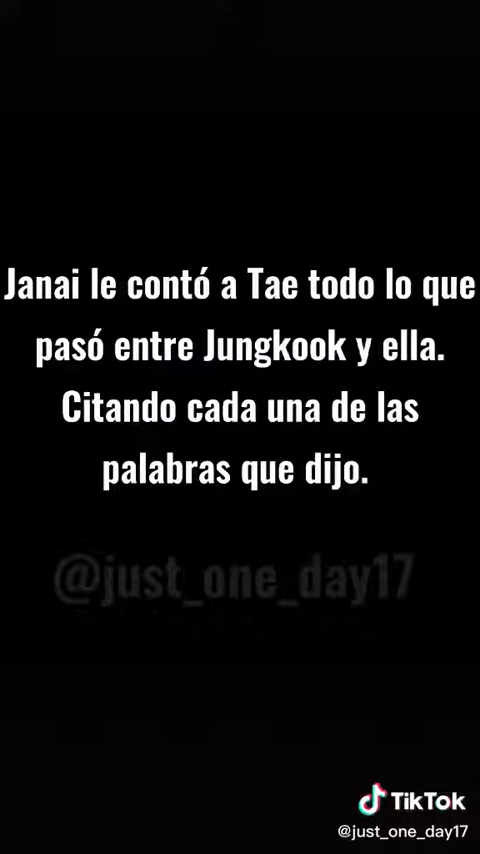 Janai le contó a Tae todo lo que
pasó entre Jungkook y ella.
Citando cada una de las
palabras que dijo.
@just_one_day17
TikTok
@just_one_day17